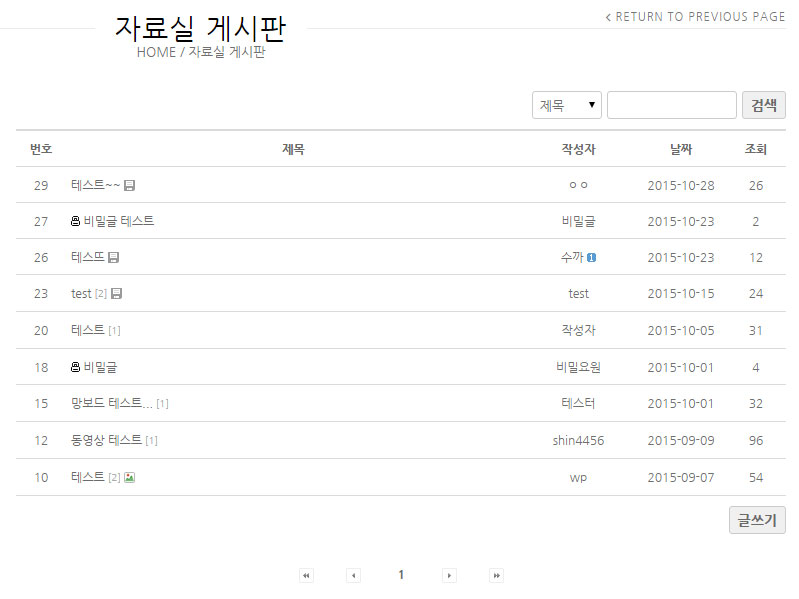 자료실 게시판
HOME / 자료실 게시판
RETURN TO PREVIOUS PAGE
제목 검색
번호 제목 작성자 날짜 조회
29 테스트~~ ㅇㅇ 2015-10-28 26
27 비밀글 테스트 비밀글 2015-10-23 2
26 테스뜨 수까 1 2015-10-23 12
23 test [2] test 2015-10-15 24
20 테스트 [1] 작성자 2015-10-05 31
18 비밀글 비밀요원 2015-10-01 4
15 망보드 테스트... [1] 테스터 2015-10-01 32
12 동영상 테스트 [1] shin4456 2015-09-09 96
10 테스트 [2] wp 2015-09-07 54
글쓰기
1